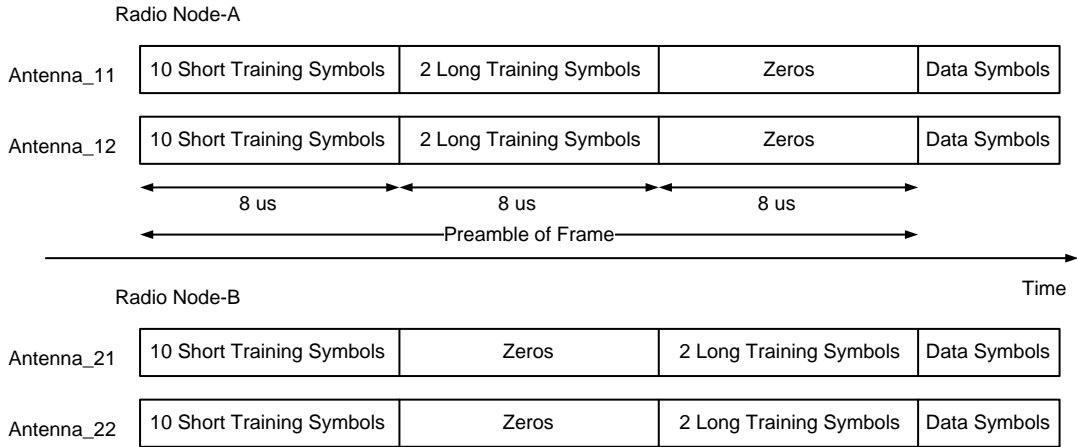 Radio Node-A
Antenna_11 10 Short Training Symbols 2 Long Training Symbols Zeros Data Symbols
Antenna_12 10 Short Training Symbols 2 Long Training Symbols Zeros Data Symbols
8 us 8 us 8 us
Preamble of Frame
Time
Radio Node-B
Antenna_21 10 Short Training Symbols Zeros 2 Long Training Symbols Data Symbols
Antenna_22 10 Short Training Symbols Zeros 2 Long Training Symbols Data Symbols